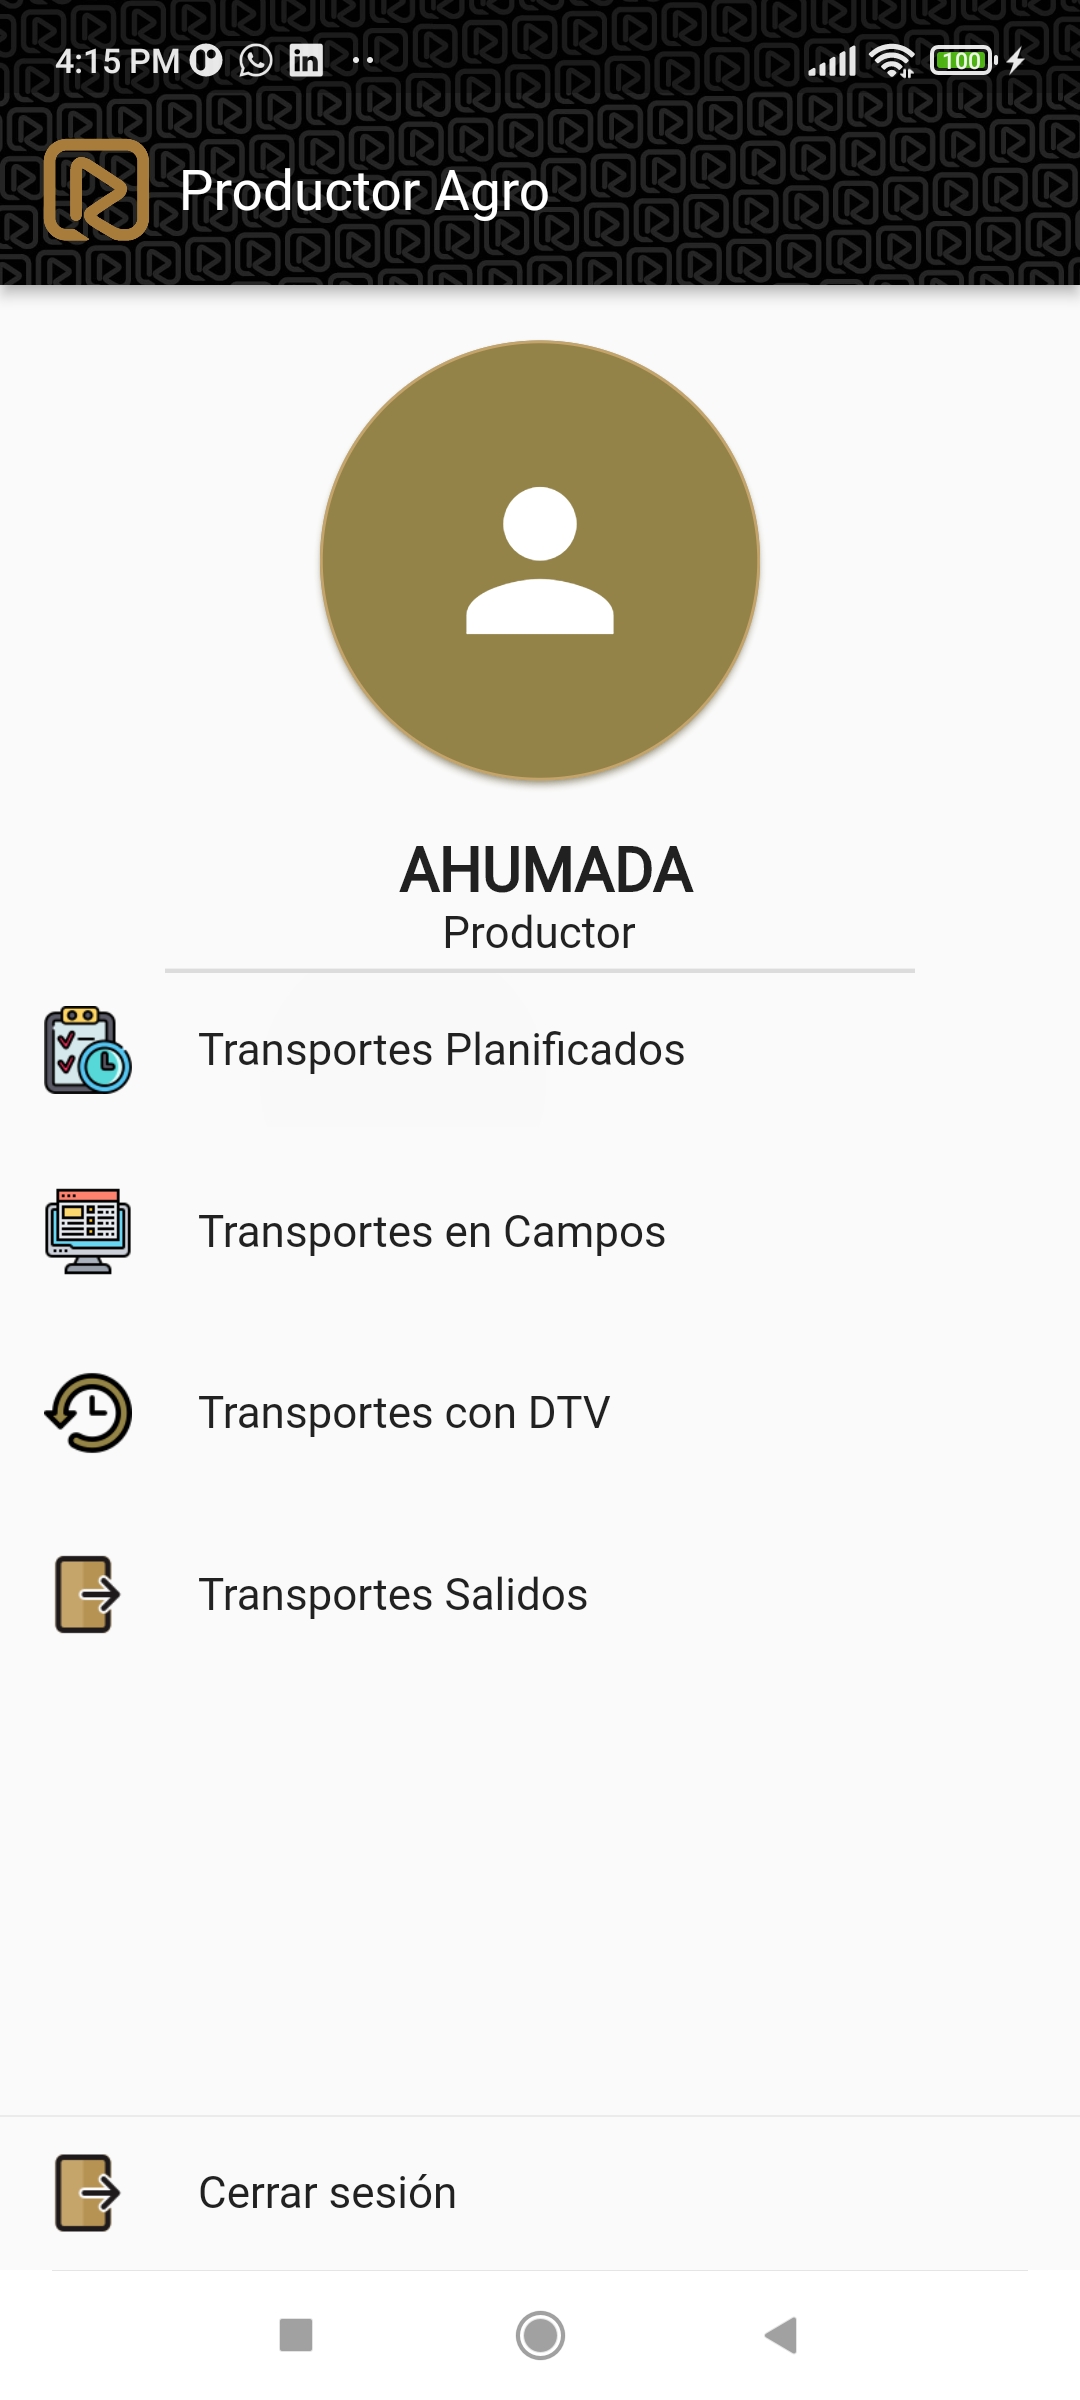 4:15 PM
100
Productor Agro
AHUMADA
Productor
Transportes Planificados
Transportes en Campos
Transportes con DTV
Transportes Salidos
Cerrar sesión